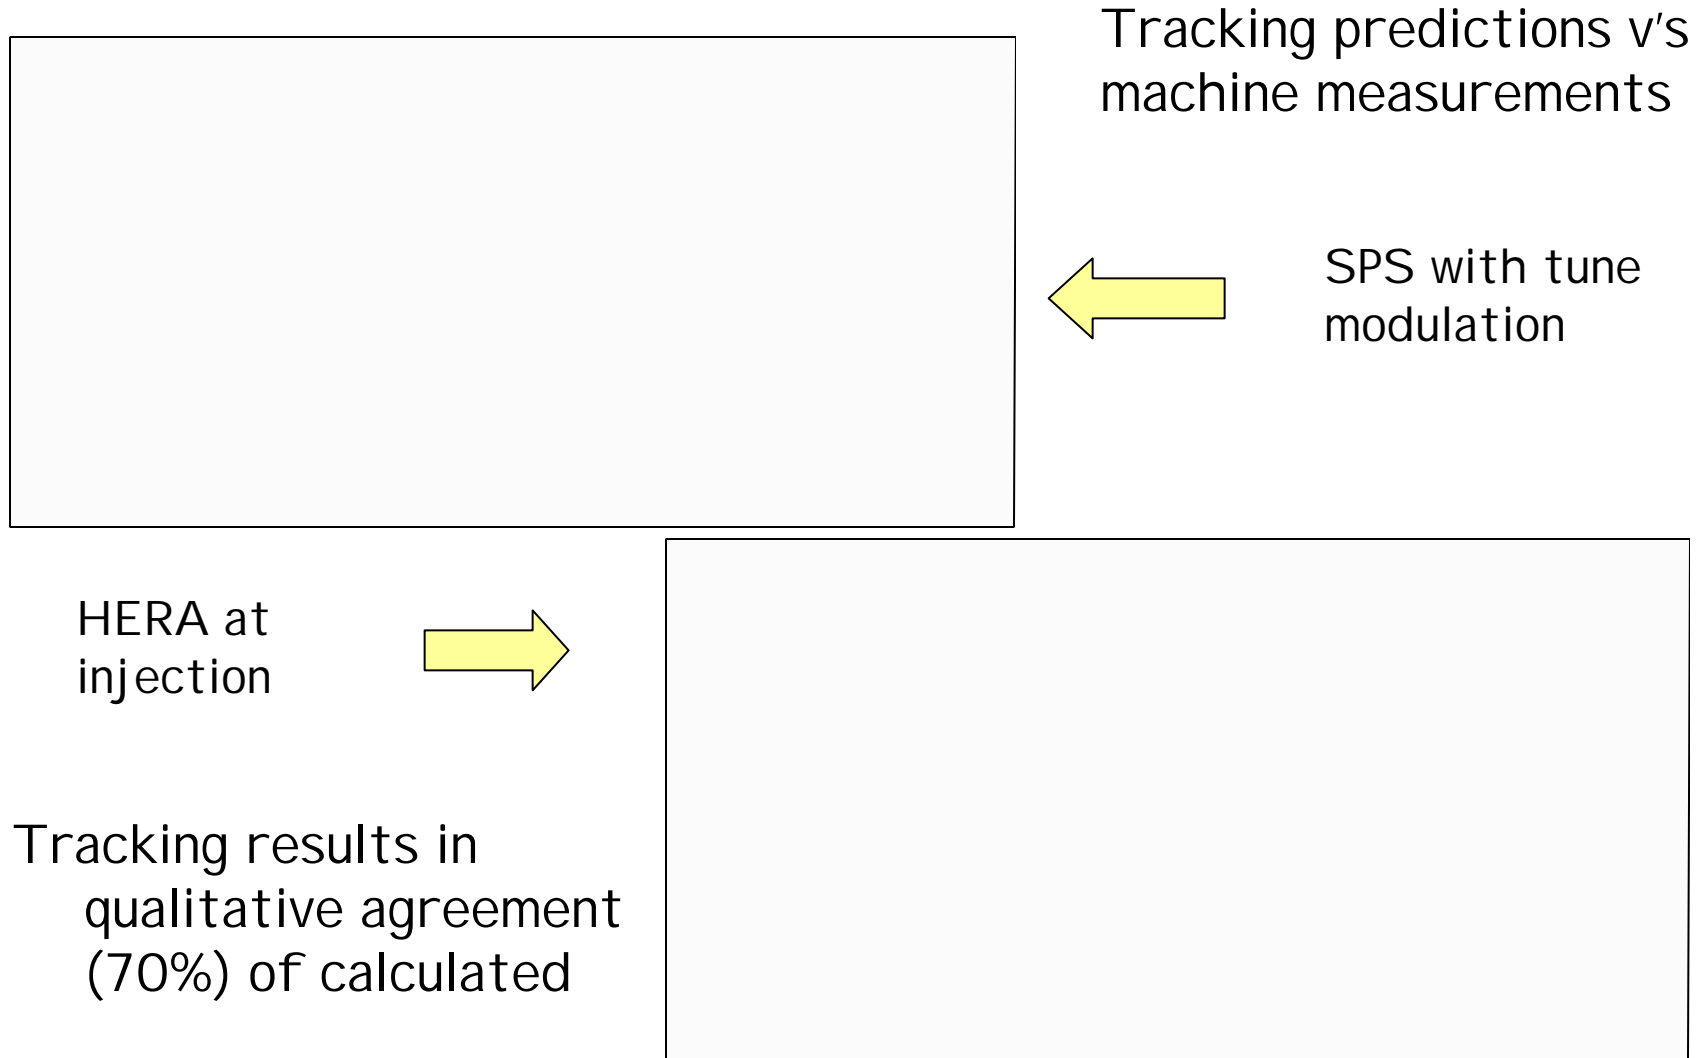 Tracking predictions v's
machine measurements
SPS with tune
modulation
HERA at
injection
Tracking results in
qualitative agreement
(70%) of calculated